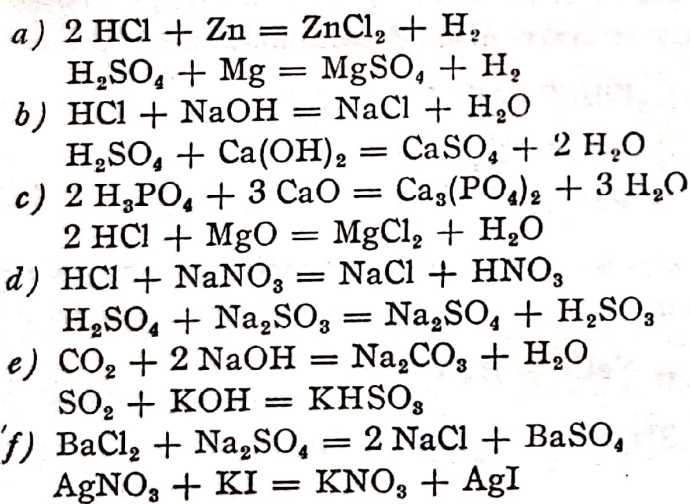 a) 2 HCl + Zn = ZnCl₂ + H₂
H₂SO₄ + Mg = MgSO₄ + H₂
b) HCl + NaOH = NaCl + H₂O
H₂SO₄ + Ca(OH)₂ = CaSO₄ + 2 H₂O
c) 2 H₃PO₄ + 3 CaO = Ca₃(PO₄)₂ + 3 H₂O
2 HCl + MgO = MgCl₂ + H₂O
d) HCl + NaNO₃ = NaCl + HNO₃
H₂SO₄ + Na₂SO₃ = Na₂SO₄ + H₂SO₃
e) CO₂ + 2 NaOH = Na₂CO₃ + H₂O
SO₂ + KOH = KHSO₃
f) BaCl₂ + Na₂SO₄ = 2 NaCl + BaSO₄
AgNO₃ + KI = KNO₃ + AgI